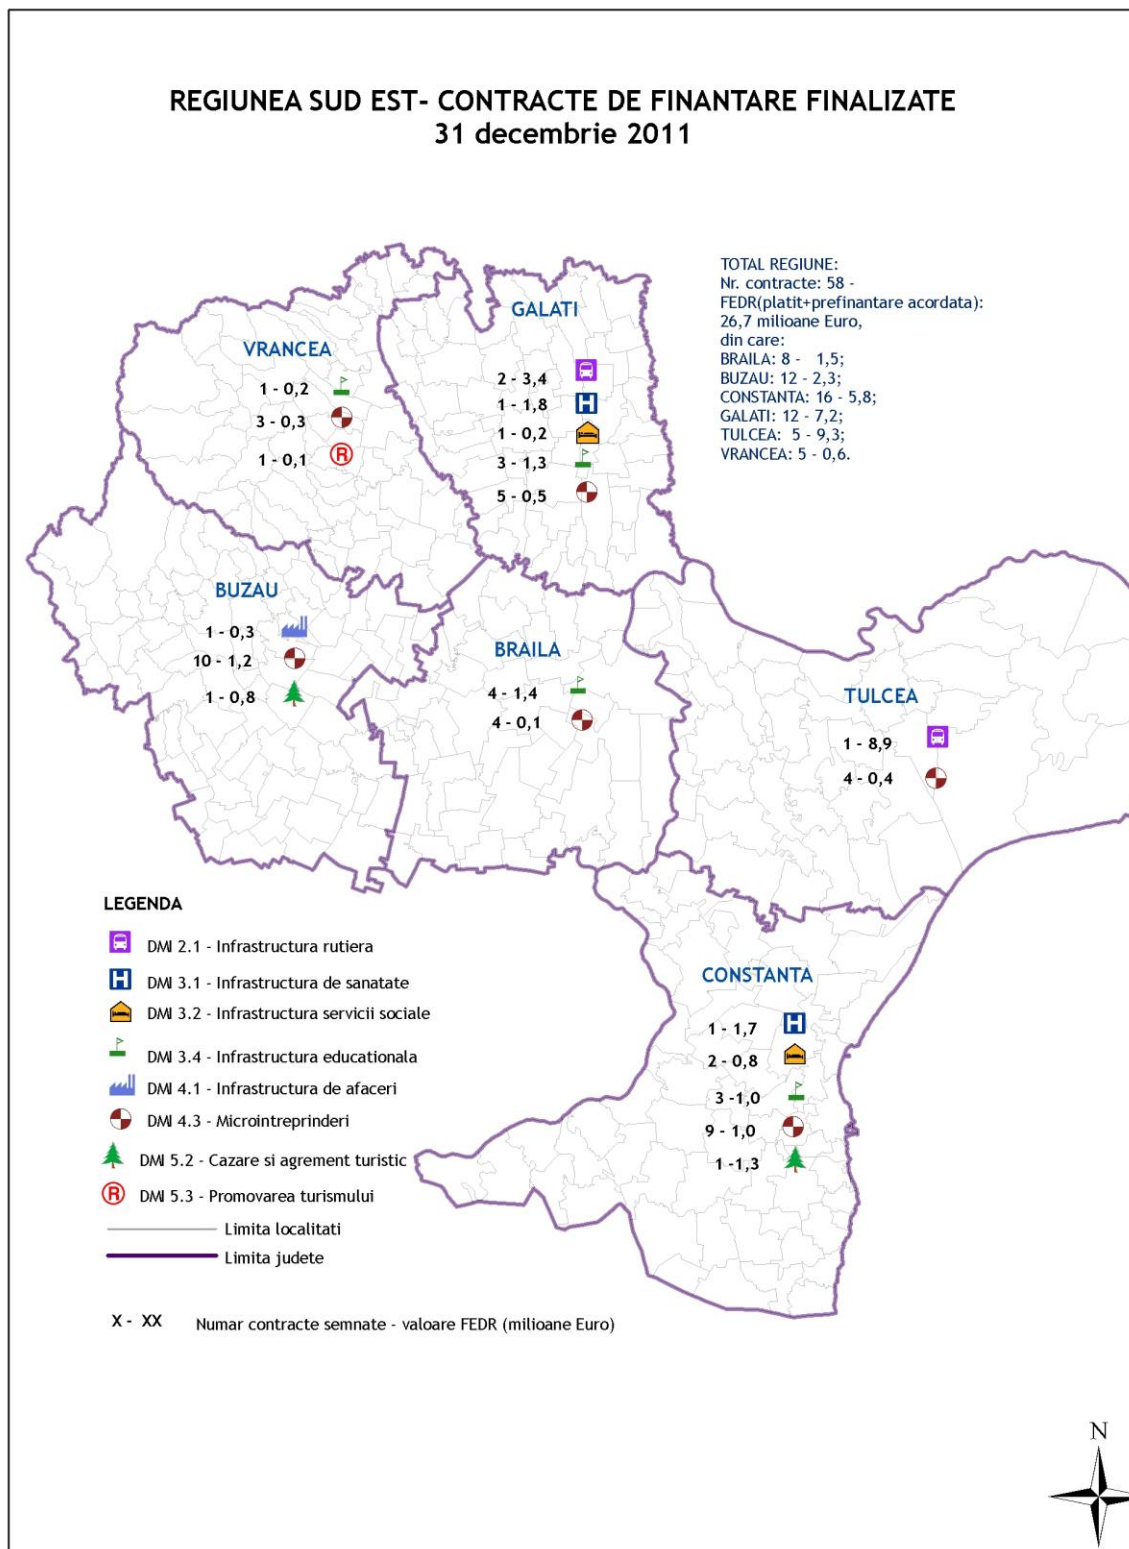 REGIUNEA SUD EST- CONTRACTE DE FINANTARE FINALIZATE
31 decembrie 2011
TOTAL REGIUNE:
Nr. contracte: 58 -
FEDR(platit+prefinantare acordata):
26,7 milioane Euro,
din care:
BRAILA: 8 - 1,5;
BUZAU: 12 - 2,3;
CONSTANTA: 16 - 5,8;
GALATI: 12 - 7,2;
TULCEA: 5 - 9,3;
VRANCEA: 5 - 0,6.
GALATI
2 - 3,4
1 - 1,8
H
1 - 0,2
3 - 1,3
5 - 0,5
VRANCEA
1 - 0,2
3 - 0,3
1 - 0,1
R
BUZAU
1 - 0,3
10 - 1,2
1 - 0,8
BRAILA
4 - 1,4
4 - 0,1
TULCEA
1 - 8,9
4 - 0,4
CONSTANTA
1 - 1,7
H
2 - 0,8
3 -1,0
9 - 1,0
1 -1,3
LEGENDA
DMI 2.1 - Infrastructura rutiera
H DMI 3.1 - Infrastructura de sanatate
DMI 3.2 - Infrastructura servicii sociale
DMI 3.4 - Infrastructura educationala
DMI 4.1 - Infrastructura de afaceri
DMI 4.3 - Microintreprinderi
DMI 5.2 - Cazare si agrement turistic
R DMI 5.3 - Promovarea turismului
Limita localitati
Limita judete
X - XX Numar contracte semnate - valoare FEDR (milioane Euro)
N